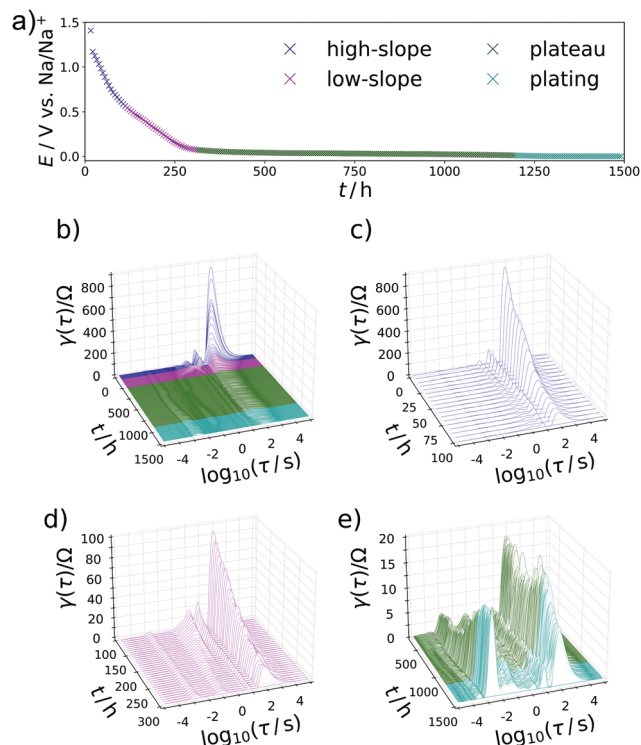 a)
1.5
1.0
0.5
0.0
E / V vs. Na/Na⁺
× high-slope × plateau
× low-slope × plating
0 250 500 750 1000 1250 1500
t / h
b)
800
600
400
200
0
γ(τ)/Ω
0
500
1000
1500
t / h
-4 -2 0 2 4
log₁₀(τ / s)
c)
800
600
400
200
0
γ(τ)/Ω
0
25
50
75
100
t / h
-4 -2 0 2 4
log₁₀(τ / s)
d)
100
80
60
40
20
0
γ(τ)/Ω
100
150
200
250
300
t / h
-4 -2 0 2 4
log₁₀(τ / s)
e)
20
15
10
5
0
γ(τ)/Ω
500
1000
1500
t / h
-4 -2 0 2 4
log₁₀(τ / s)